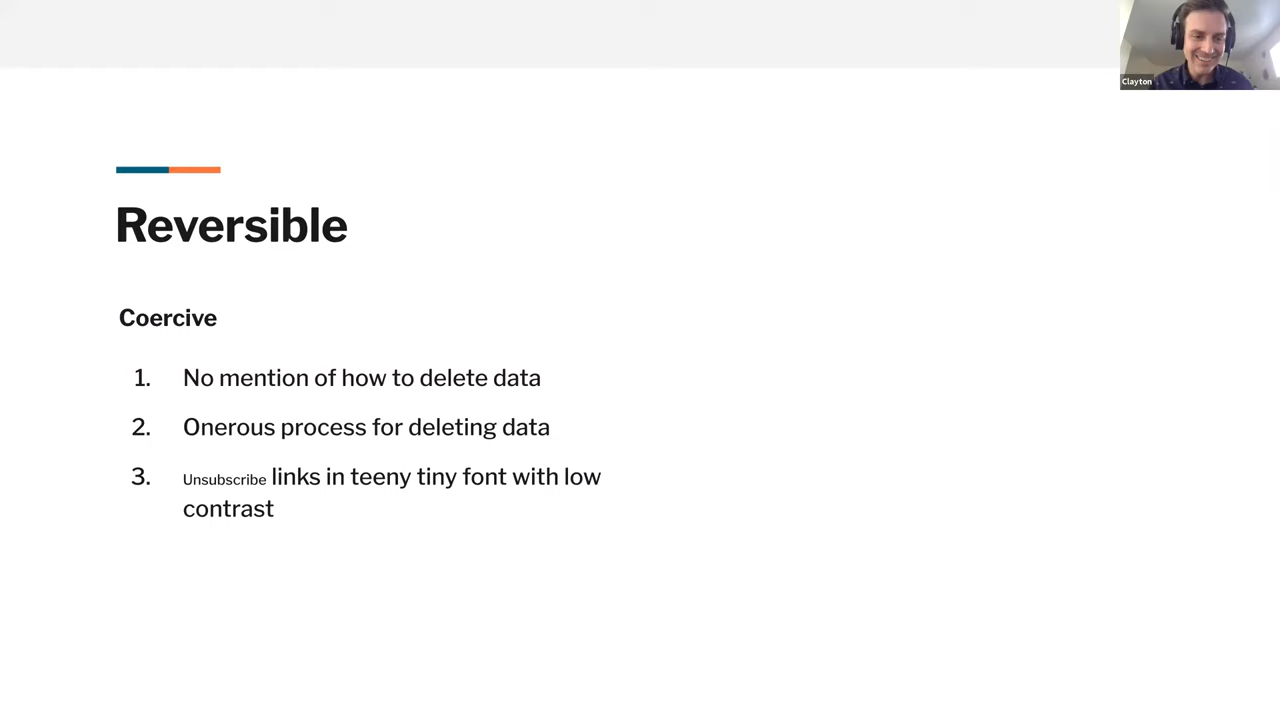 Clayton
Reversible
Coercive
1. No mention of how to delete data
2. Onerous process for deleting data
3. Unsubscribe links in teeny tiny font with low
contrast